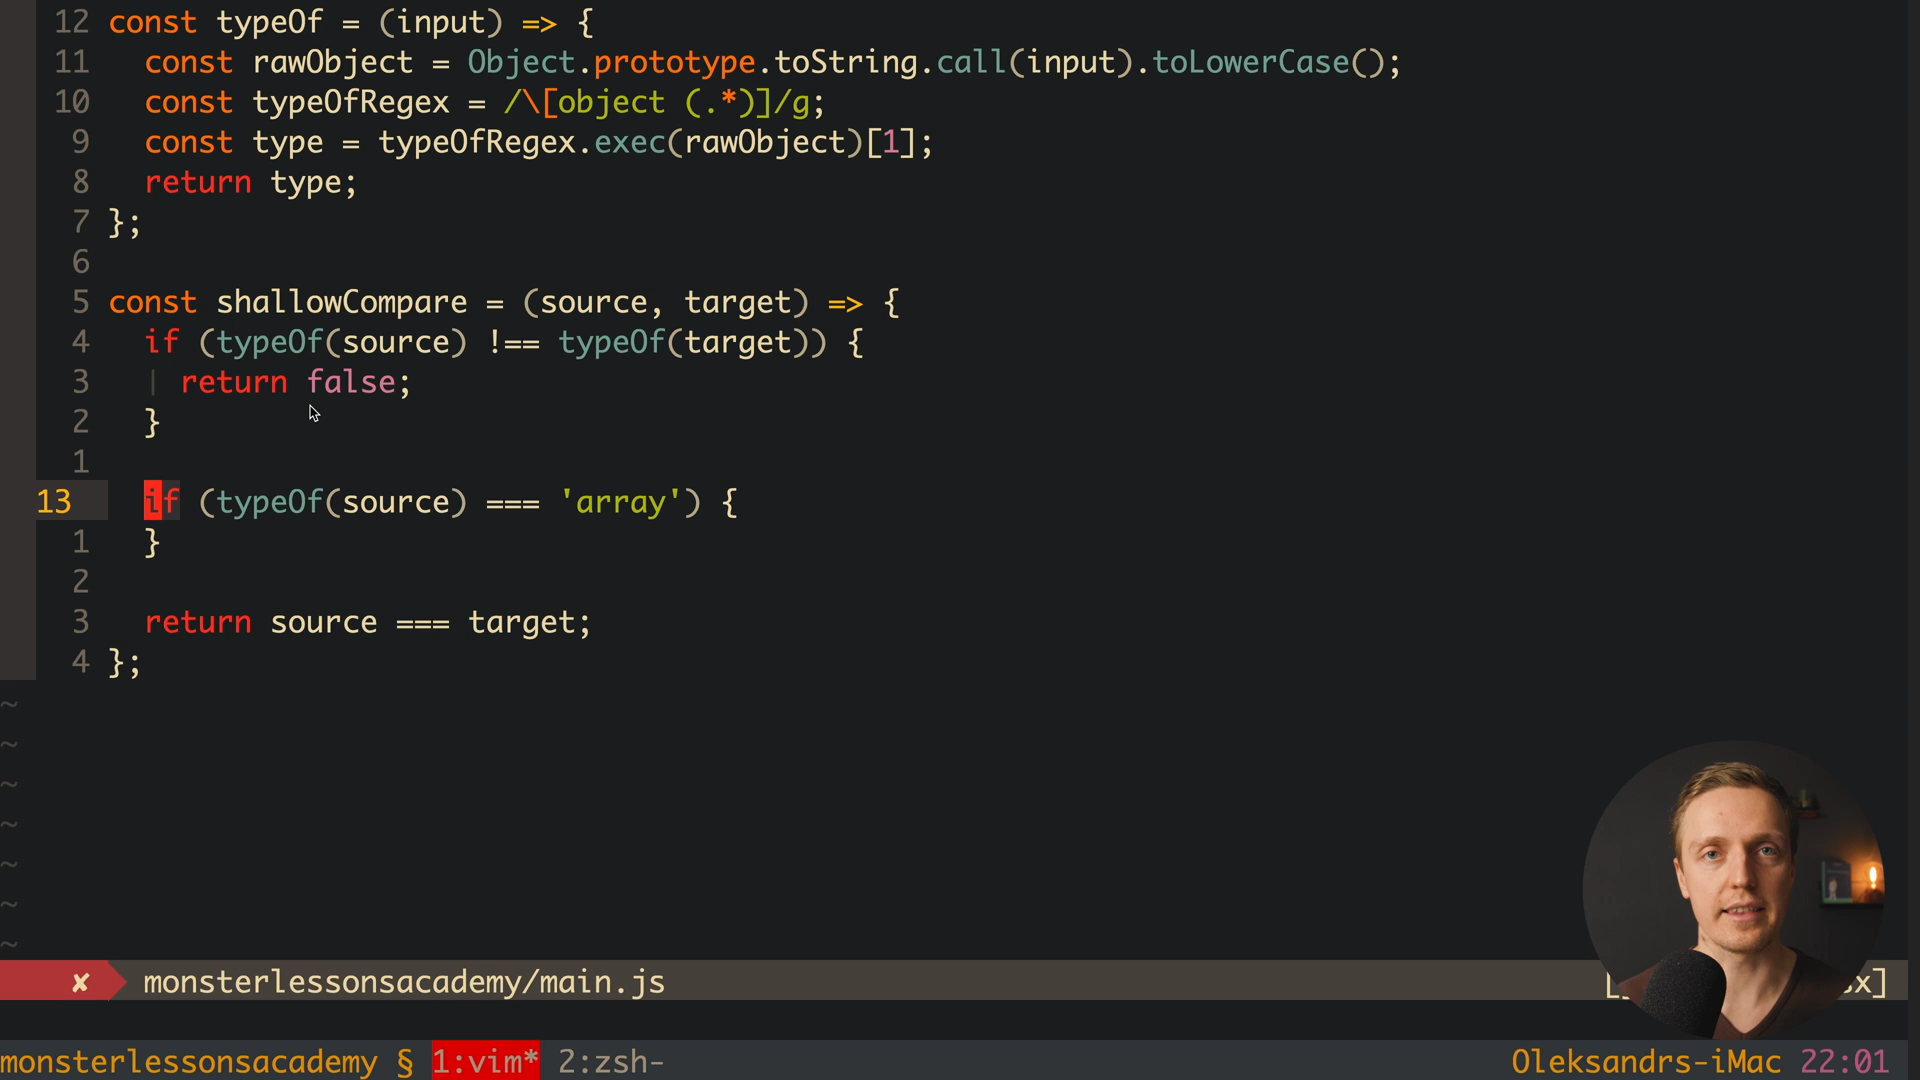 12 const typeOf = (input) => {
11   const rawObject = Object.prototype.toString.call(input).toLowerCase();
10   const typeOfRegex = /\[object (.*)]/g;
9   const type = typeOfRegex.exec(rawObject)[1];
8   return type;
7 };
6
5 const shallowCompare = (source, target) => {
4   if (typeOf(source) !== typeOf(target)) {
3   | return false;
2   }
1
13   if (typeOf(source) === 'array') {
1   }
2
3   return source === target;
4 };
~
~
~
~
~
~
~
✘ monsterlessonsacademy/main.js x]
monsterlessonsacademy § 1:vim* 2:zsh- Oleksandrs-iMac 22:01